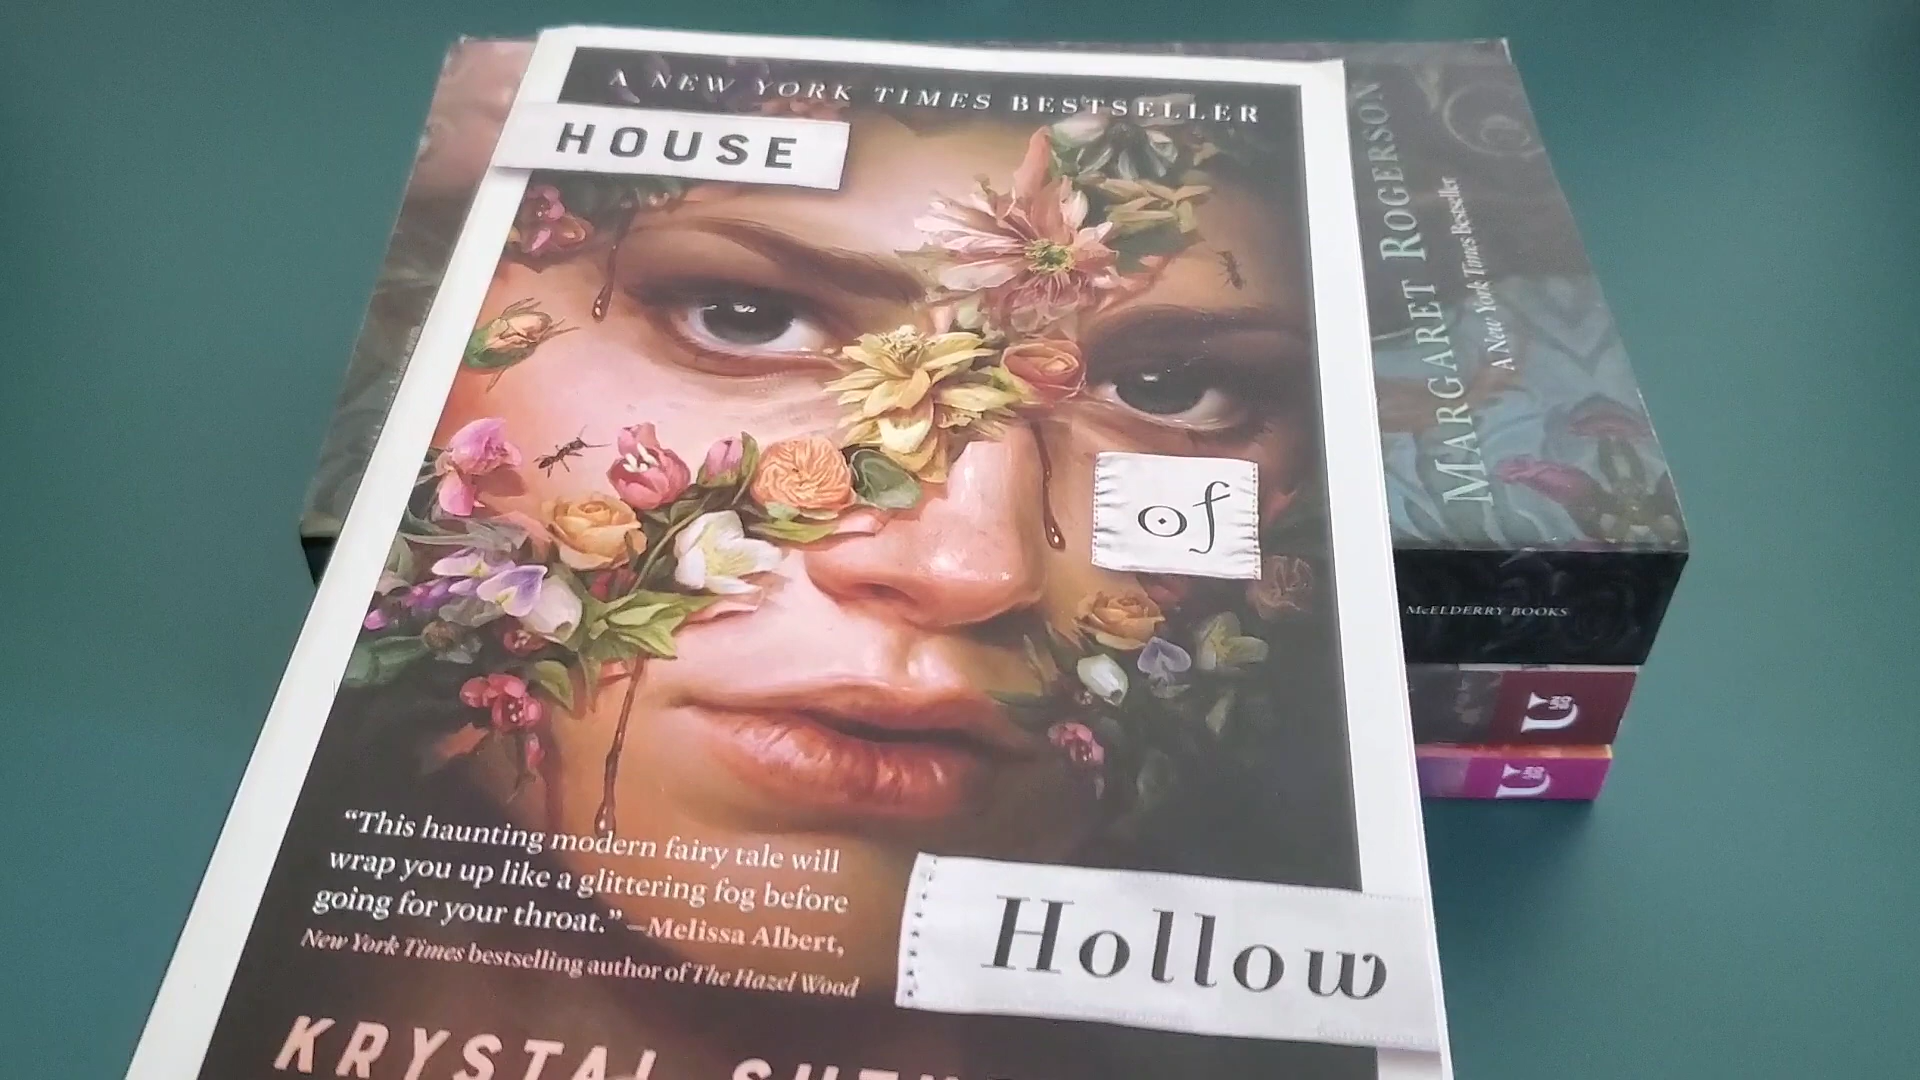 A NEW YORK TIMES BESTSELLER
HOUSE
of
Hollow
“This haunting modern fairy tale will
wrap you up like a glittering fog before
going for your throat.” —Melissa Albert,
New York Times bestselling author of The Hazel Wood
KRYSTAL
MARGARET ROGERSON
A New York Times Bestseller
McELDERRY BOOKS